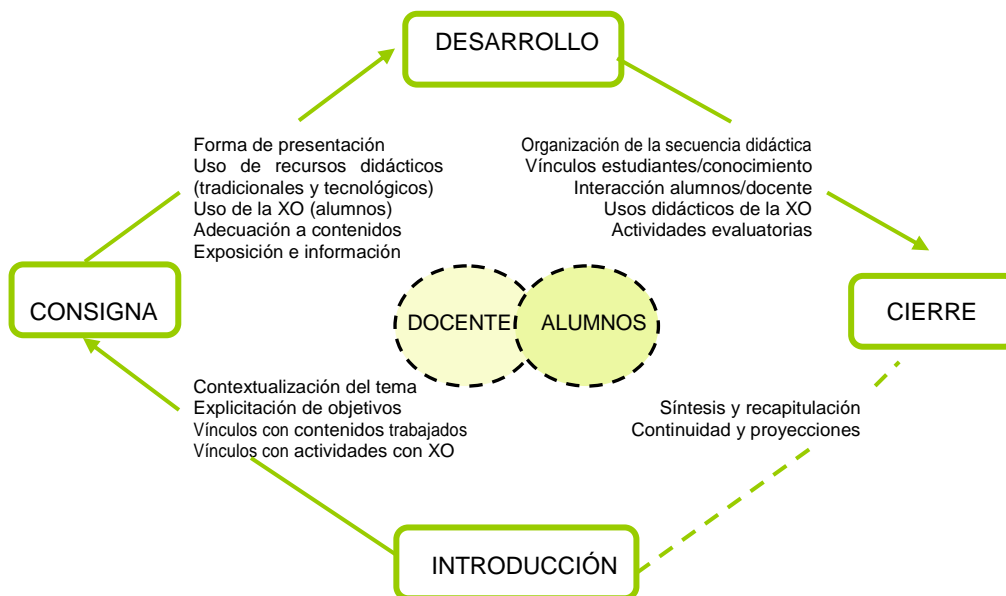 DESARROLLO
Forma de presentación
Uso de recursos didácticos
(tradicionales y tecnológicos)
Uso de la XO (alumnos)
Adecuación a contenidos
Exposición e información
Organización de la secuencia didáctica
Vínculos estudiantes/conocimiento
Interacción alumnos/docente
Usos didácticos de la XO
Actividades evaluatorias
CONSIGNA
DOCENTE
ALUMNOS
CIERRE
Contextualización del tema
Explicitación de objetivos
Vínculos con contenidos trabajados
Vínculos con actividades con XO
Síntesis y recapitulación
Continuidad y proyecciones
INTRODUCCIÓN